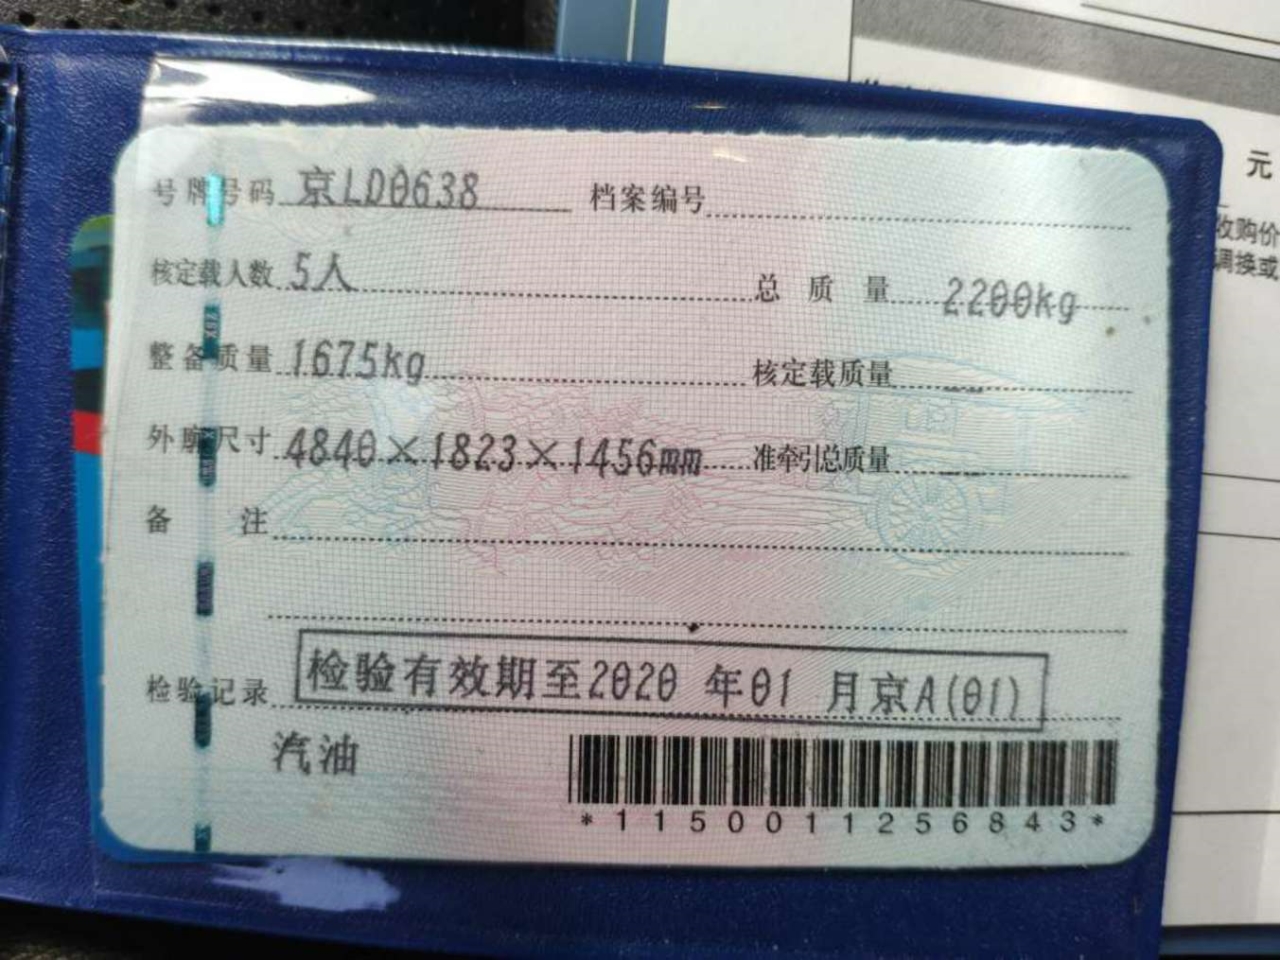 号牌号码 京LD0638 档案编号
核定载人数 5人 总质量 2200kg
整备质量 1675kg 核定载质量 --
外廓尺寸 4840×1823×1456mm 准牵引总质量 --
备注
检验记录 检验有效期至2020年01月京A(01)
汽油
*1150011256843*
元
收购价
调换或